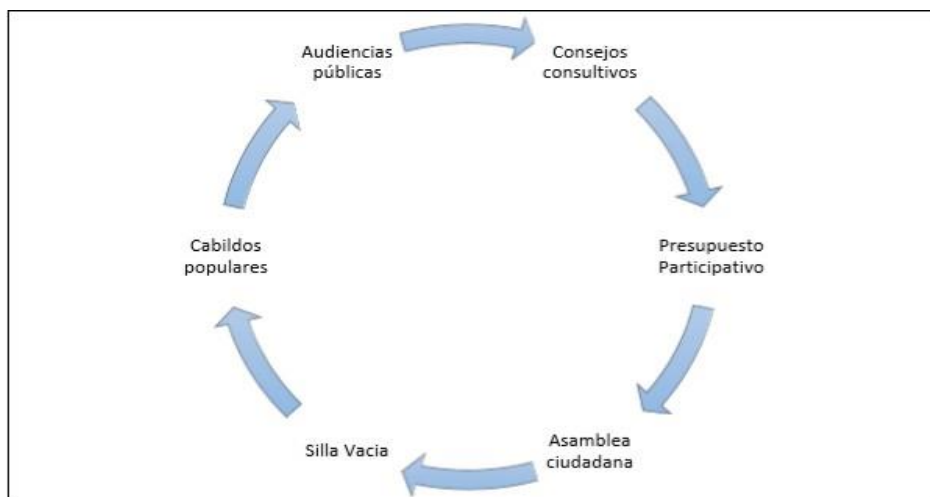 Audiencias
públicas
Consejos
consultivos
Presupuesto
Participativo
Asamblea
ciudadana
Silla Vacia
Cabildos
populares